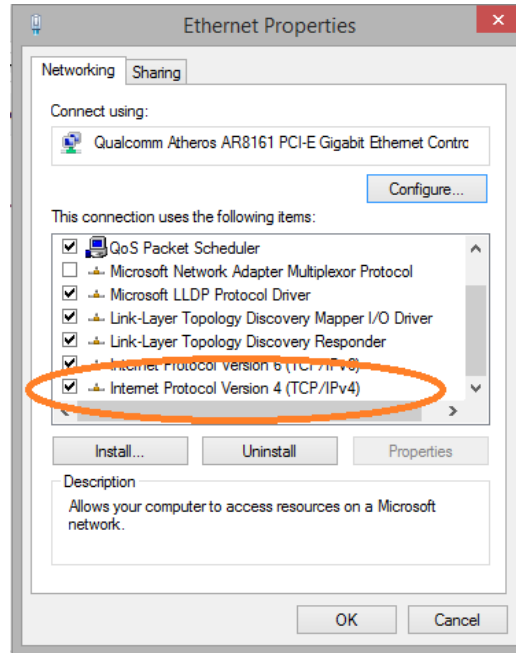 Ethernet Properties
Networking
Sharing
Connect using:
Qualcomm Atheros AR8161 PCI-E Gigabit Ethernet Contrc
Configure...
This connection uses the following items:
QoS Packet Scheduler
Microsoft Network Adapter Multiplexor Protocol
Microsoft LLDP Protocol Driver
Link-Layer Topology Discovery Mapper I/O Driver
Link-Layer Topology Discovery Responder
Internet Protocol Version 6 (TCP/IPv6)
Internet Protocol Version 4 (TCP/IPv4)
Install...
Uninstall
Properties
Description
Allows your computer to access resources on a Microsoft
network.
OK
Cancel